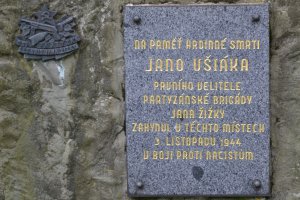 NA PAMĚŤ HRDINNÉ SMRTI
JANO UŠIAKA
PRVNÍHO VELITELE
PARTYZÁNSKÉ BRIGÁDY
JANA ŽIŽKY
ZAHYNUL V TĚCHTO MÍSTECH
3. LISTOPADU 1944
V BOJI PROTI NACISTŮM